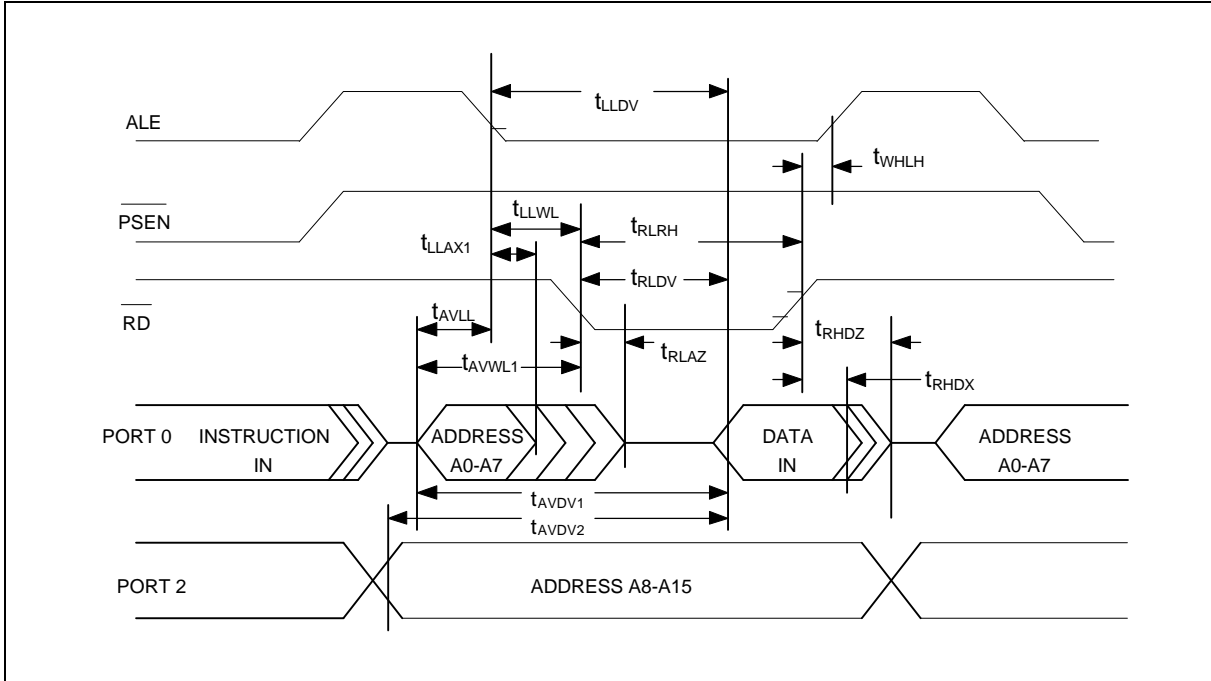 tLLDV
ALE
tWHLH
PSEN
tLLWL
tRLRH
tLLAX1
tRLDV
RD
tAVLL
tRHDZ
tAVWL1
tRLAZ
tRHDX
PORT 0
INSTRUCTION
IN
ADDRESS
A0-A7
DATA
IN
ADDRESS
A0-A7
tAVDV1
tAVDV2
PORT 2
ADDRESS A8-A15